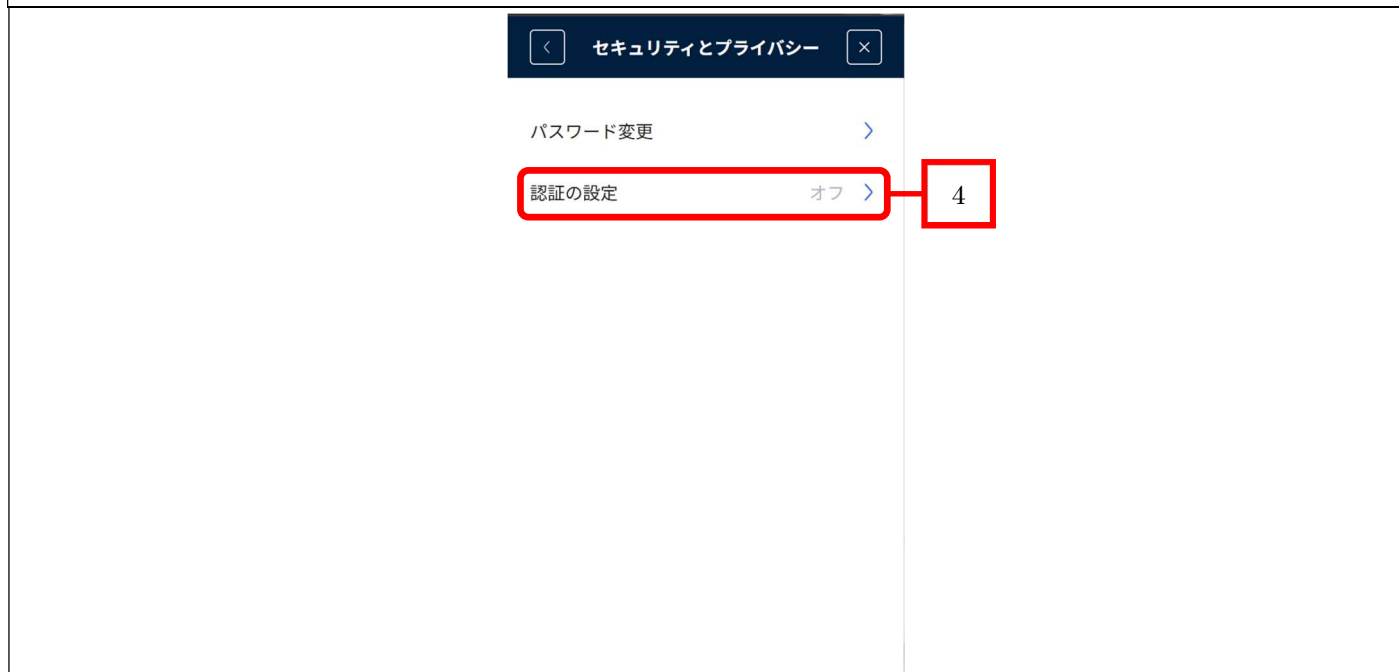 セキュリティとプライバシー
パスワード変更
認証の設定 オフ
4